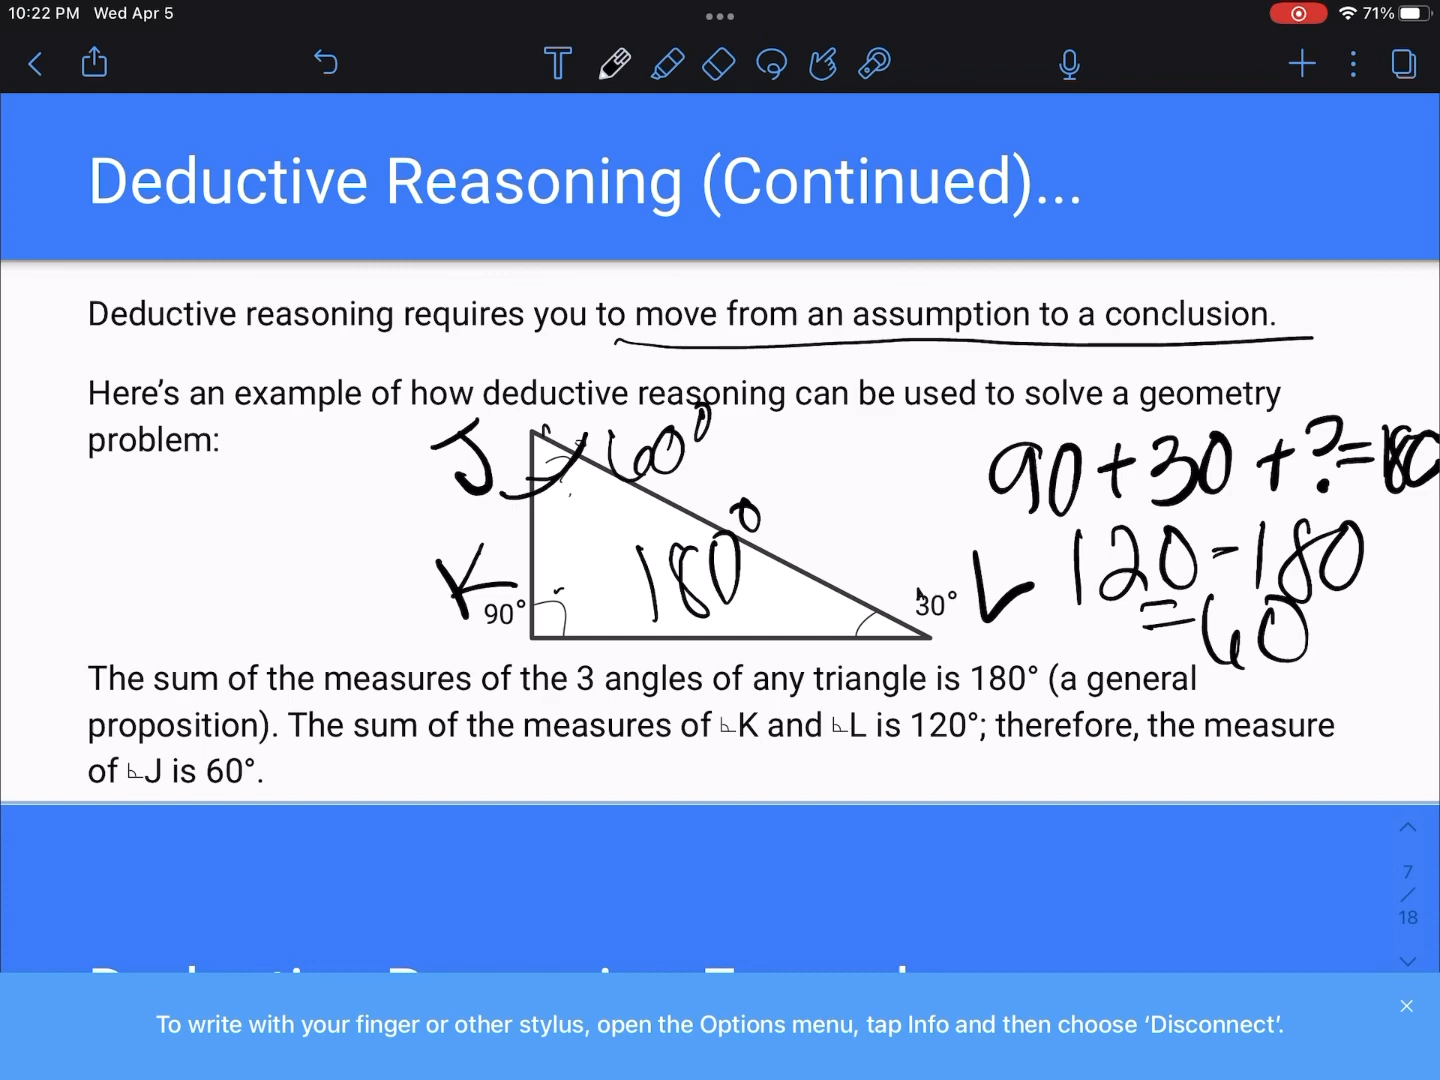 10:22 PM Wed Apr 5
71%
Deductive Reasoning (Continued)...
Deductive reasoning requires you to move from an assumption to a conclusion.
Here's an example of how deductive reasoning can be used to solve a geometry
problem:
J 60°
90+30+?=180
K 180° L
120-180
=60
90° 30°
The sum of the measures of the 3 angles of any triangle is 180° (a general
proposition). The sum of the measures of ⦝K and ⦝L is 120°; therefore, the measure
of ⦝J is 60°.
7
/
18
To write with your finger or other stylus, open the Options menu, tap Info and then choose ‘Disconnect’.